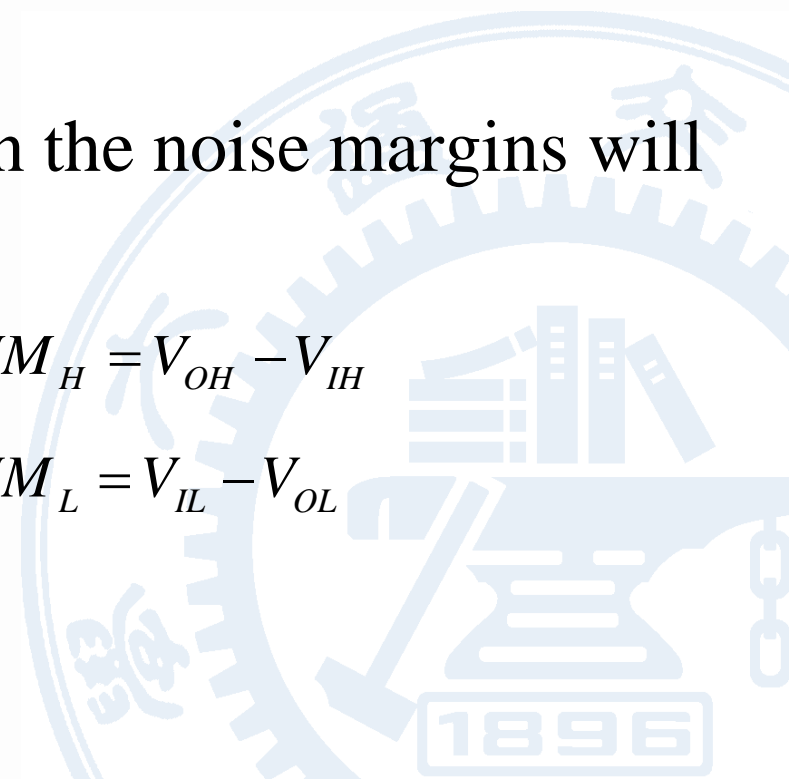 n the noise margins will
M_H = V_OH − V_IH
M_L = V_IL − V_OL
1896